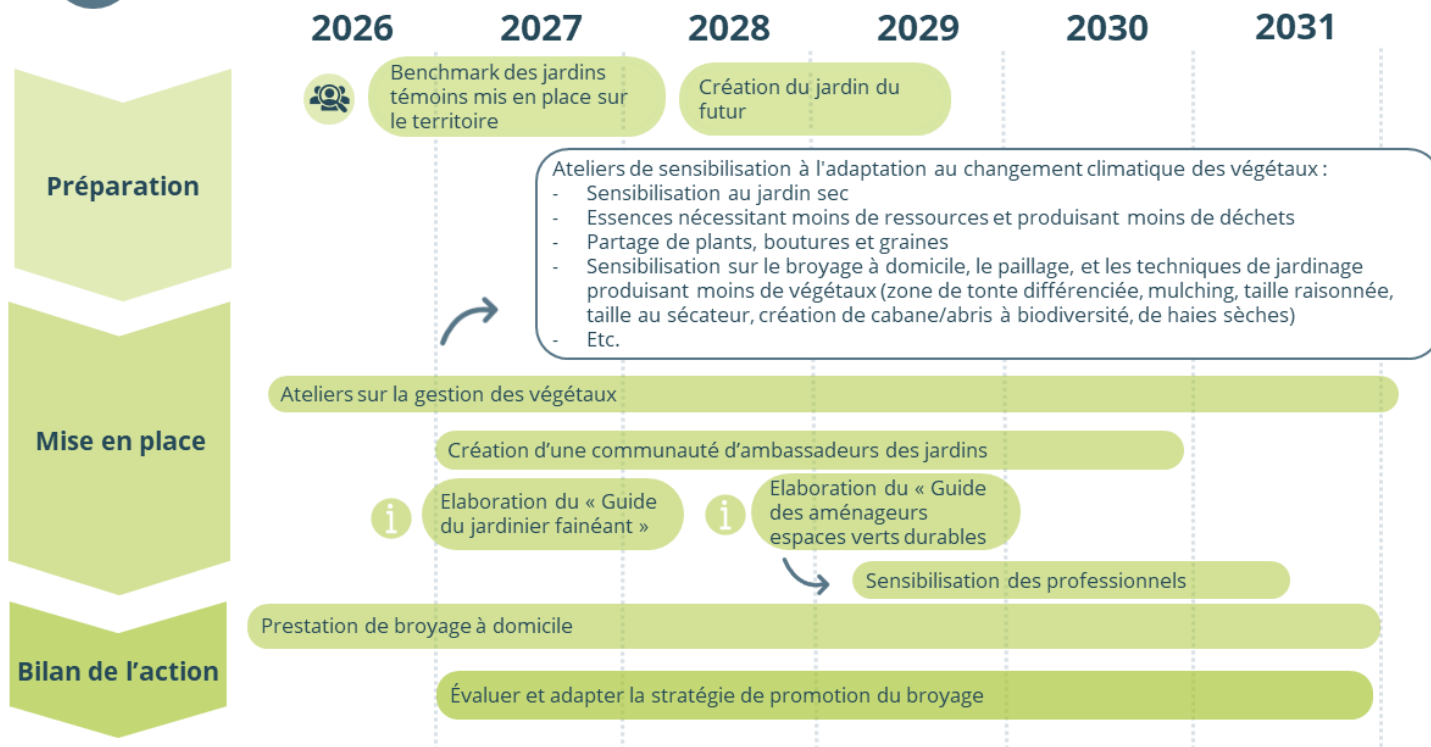 2026 2027 2028 2029 2030 2031
Préparation
Benchmark des jardins
témoins mis en place sur
le territoire
Création du jardin du
futur
Ateliers de sensibilisation à l'adaptation au changement climatique des végétaux :
- Sensibilisation au jardin sec
- Essences nécessitant moins de ressources et produisant moins de déchets
- Partage de plants, boutures et graines
- Sensibilisation sur le broyage à domicile, le paillage, et les techniques de jardinage
produisant moins de végétaux (zone de tonte différenciée, mulching, taille raisonnée,
taille au sécateur, création de cabane/abris à biodiversité, de haies sèches)
- Etc.
Mise en place
Ateliers sur la gestion des végétaux
Création d’une communauté d’ambassadeurs des jardins
i
Elaboration du « Guide
du jardinier fainéant »
i
Elaboration du « Guide
des aménageurs
espaces verts durables
Sensibilisation des professionnels
Prestation de broyage à domicile
Bilan de l’action
Évaluer et adapter la stratégie de promotion du broyage